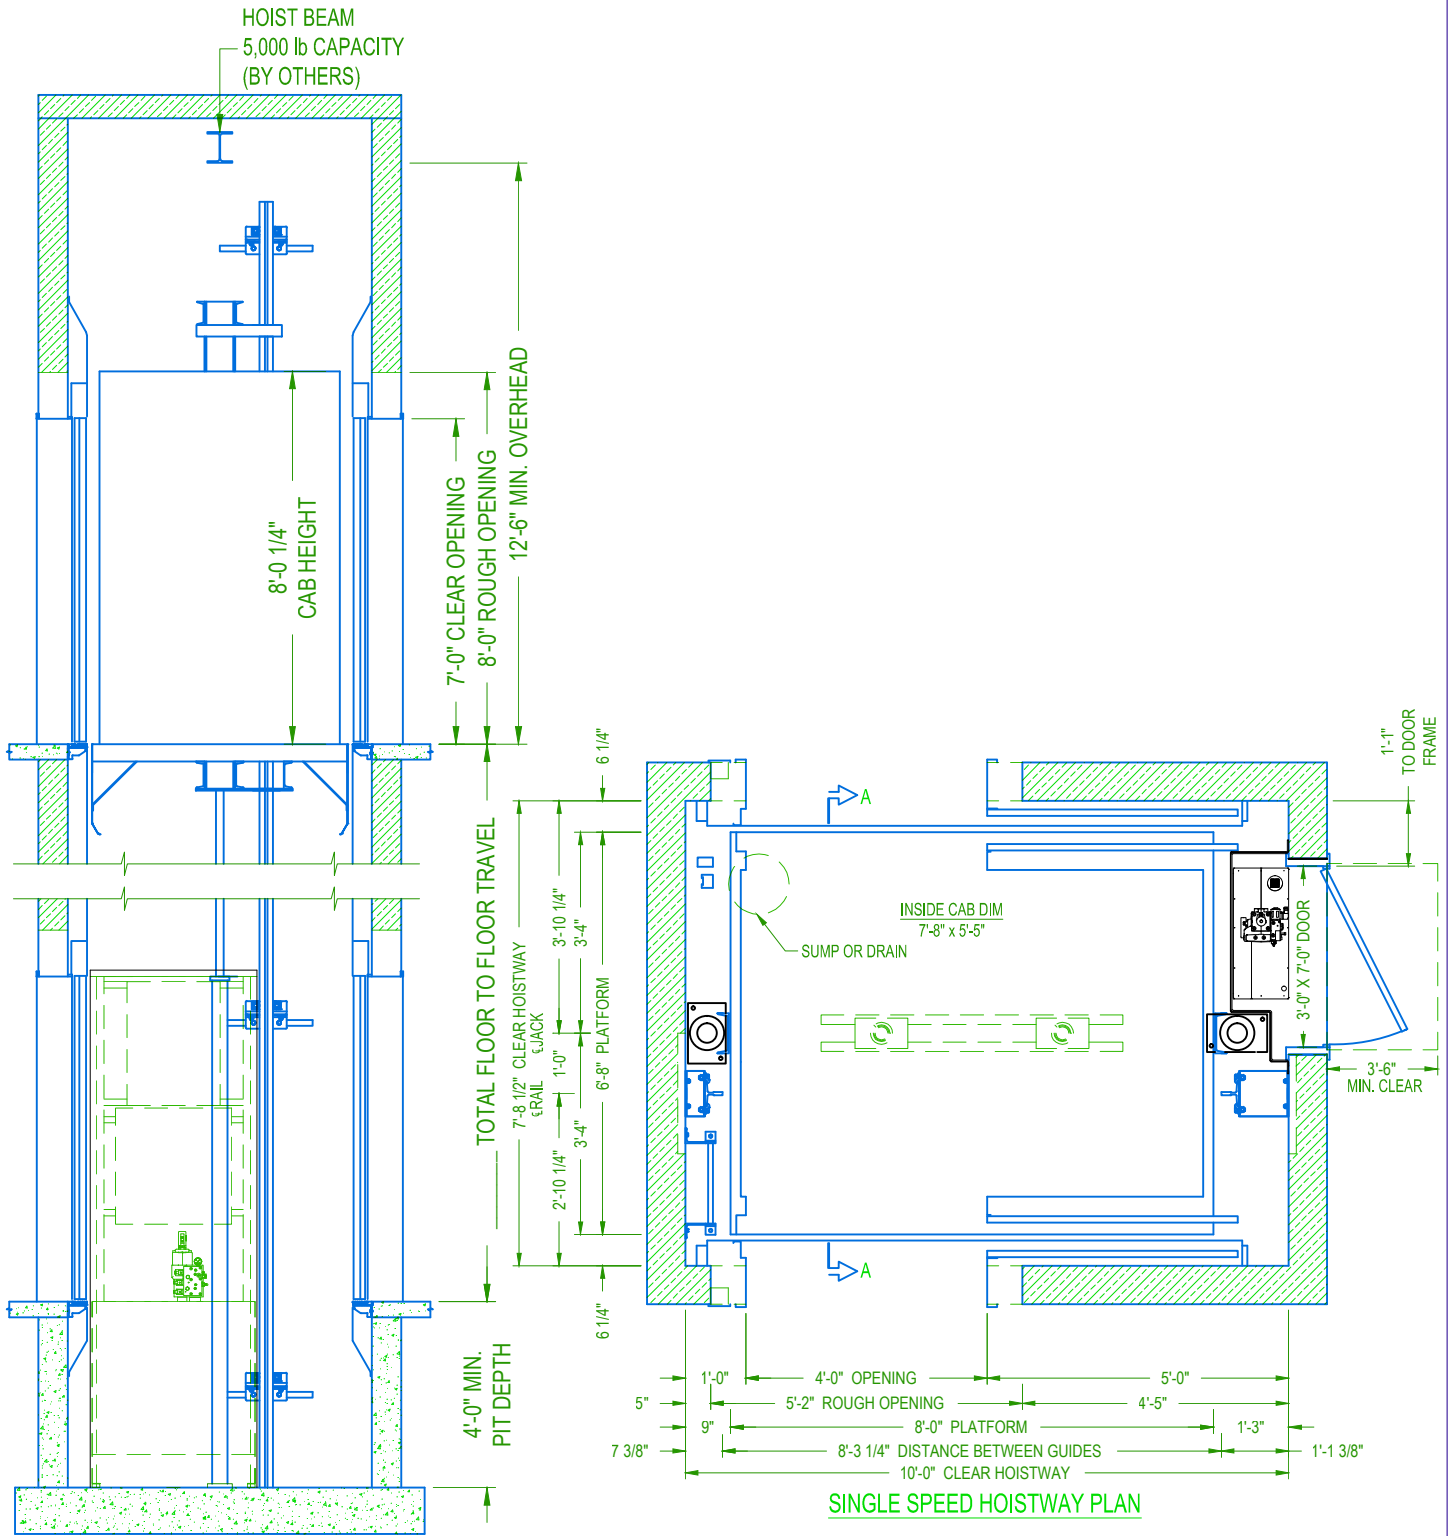 HOIST BEAM
5,000 lb CAPACITY
(BY OTHERS)
8'-0 1/4"
CAB HEIGHT
7'-0" CLEAR OPENING
8'-0" ROUGH OPENING
12'-6" MIN. OVERHEAD
TOTAL FLOOR TO FLOOR TRAVEL
4'-0" MIN.
PIT DEPTH
6 1/4"
7'-8 1/2" CLEAR HOISTWAY
℄RAIL
℄JACK
3'-10 1/4"
1'-0"
2'-10 1/4"
3'-4"
3'-4"
6'-8" PLATFORM
6 1/4"
A
INSIDE CAB DIM
7'-8" x 5'-5"
SUMP OR DRAIN
A
1'-1"
TO DOOR
FRAME
3'-0" X 7'-0" DOOR
3'-6"
MIN. CLEAR
1'-0"
4'-0" OPENING
5'-0"
5"
5'-2" ROUGH OPENING
4'-5"
9"
8'-0" PLATFORM
1'-3"
7 3/8"
8'-3 1/4" DISTANCE BETWEEN GUIDES
1'-1 3/8"
10'-0" CLEAR HOISTWAY
SINGLE SPEED HOISTWAY PLAN